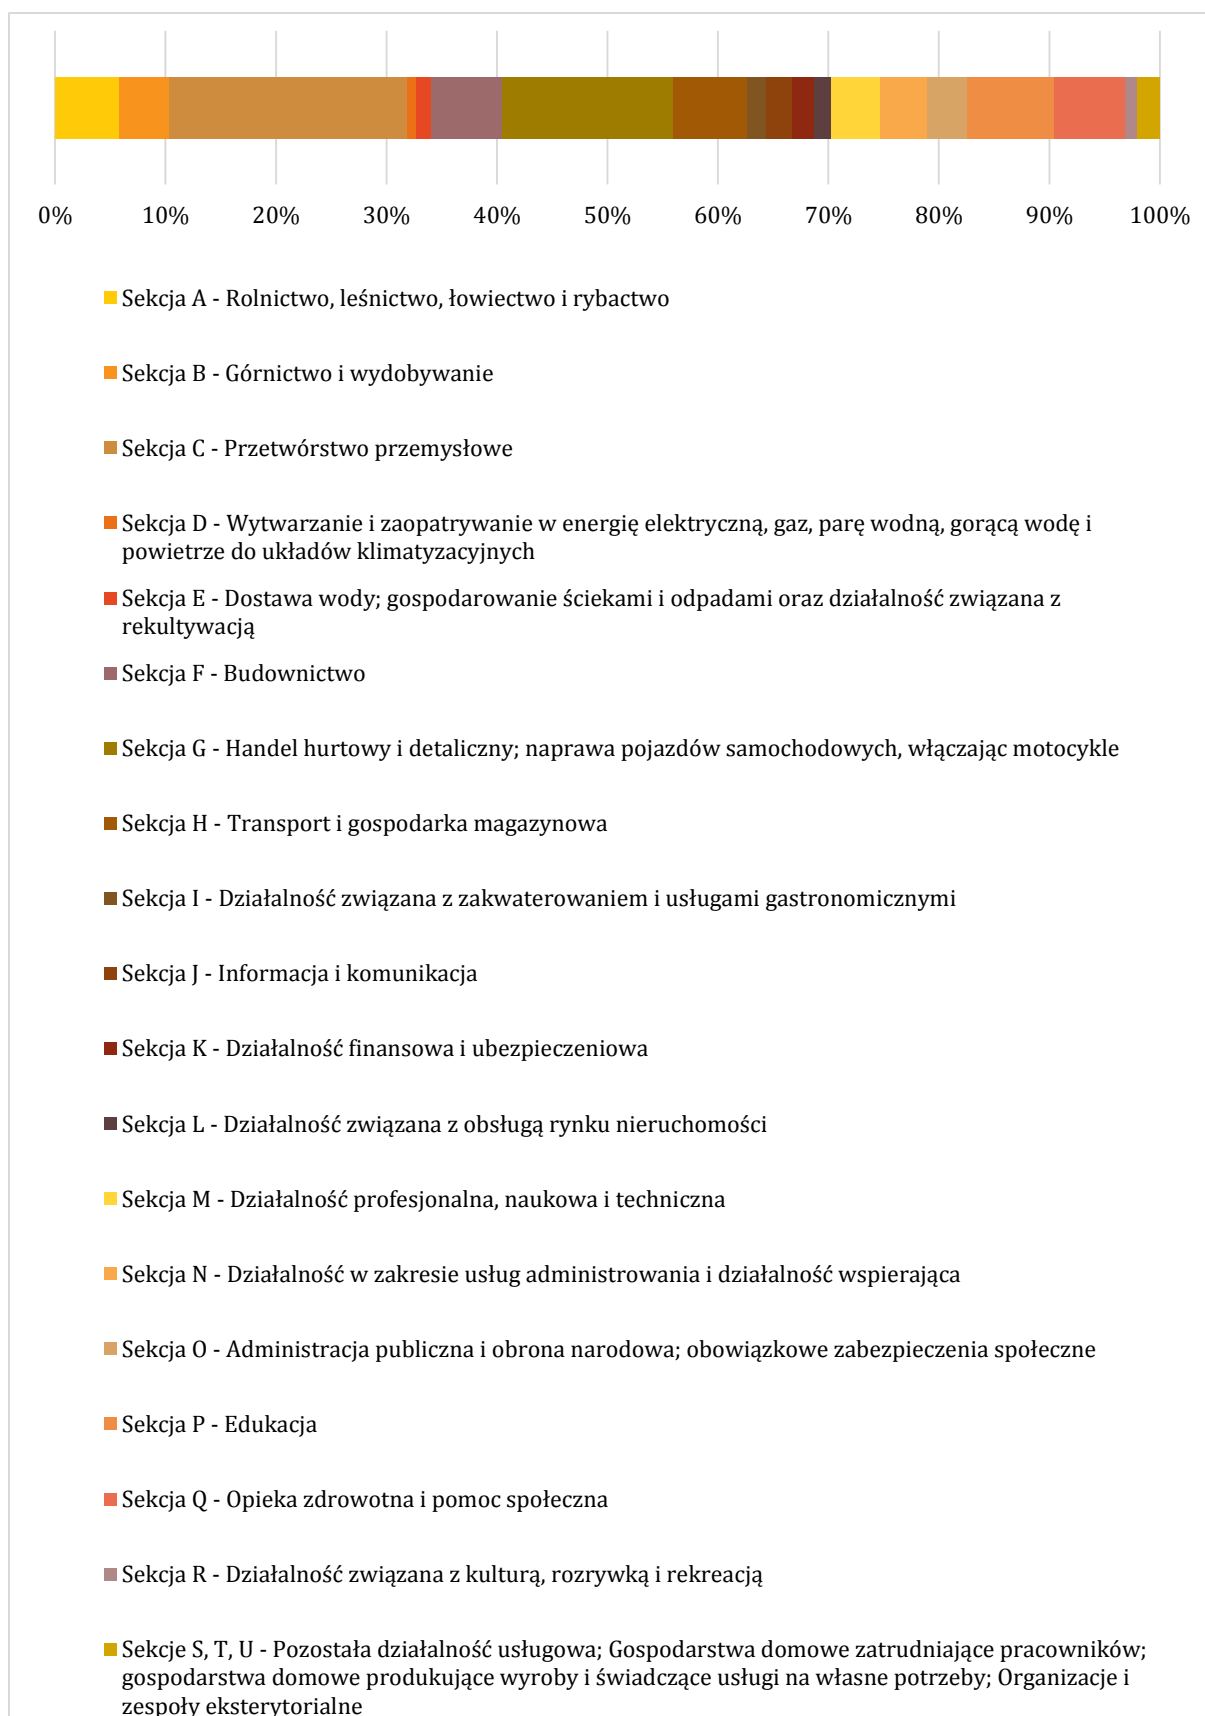 0% 10% 20% 30% 40% 50% 60% 70% 80% 90% 100%
Sekcja A - Rolnictwo, leśnictwo, łowiectwo i rybactwo
Sekcja B - Górnictwo i wydobywanie
Sekcja C - Przetwórstwo przemysłowe
Sekcja D - Wytwarzanie i zaopatrywanie w energię elektryczną, gaz, parę wodną, gorącą wodę i
powietrze do układów klimatyzacyjnych
Sekcja E - Dostawa wody; gospodarowanie ściekami i odpadami oraz działalność związana z
rekultywacją
Sekcja F - Budownictwo
Sekcja G - Handel hurtowy i detaliczny; naprawa pojazdów samochodowych, włączając motocykle
Sekcja H - Transport i gospodarka magazynowa
Sekcja I - Działalność związana z zakwaterowaniem i usługami gastronomicznymi
Sekcja J - Informacja i komunikacja
Sekcja K - Działalność finansowa i ubezpieczeniowa
Sekcja L - Działalność związana z obsługą rynku nieruchomości
Sekcja M - Działalność profesjonalna, naukowa i techniczna
Sekcja N - Działalność w zakresie usług administrowania i działalność wspierająca
Sekcja O - Administracja publiczna i obrona narodowa; obowiązkowe zabezpieczenia społeczne
Sekcja P - Edukacja
Sekcja Q - Opieka zdrowotna i pomoc społeczna
Sekcja R - Działalność związana z kulturą, rozrywką i rekreacją
Sekcje S, T, U - Pozostała działalność usługowa; Gospodarstwa domowe zatrudniające pracowników;
gospodarstwa domowe produkujące wyroby i świadczące usługi na własne potrzeby; Organizacje i
zespoły eksterytorialne